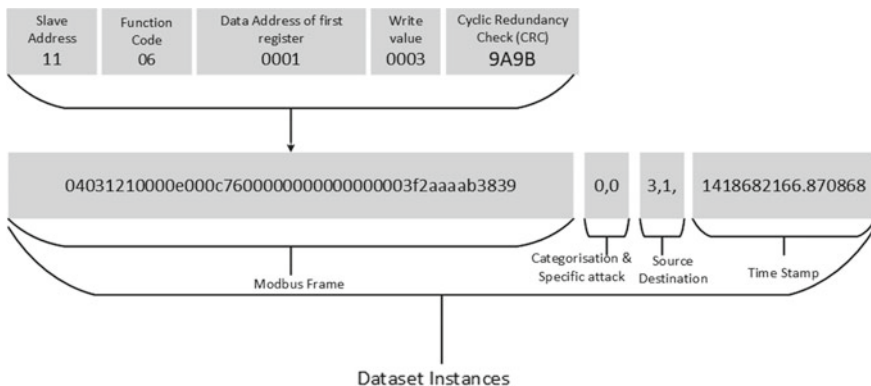 Slave Address
11
Function Code
06
Data Address of first register
0001
Write value
0003
Cyclic Redundancy Check (CRC)
9A9B
04031210000e000c7600000000000000003f2aaaab3839
0,0
3,1,
1418682166.870868
Modbus Frame
Categorisation & Specific attack
Source Destination
Time Stamp
Dataset Instances